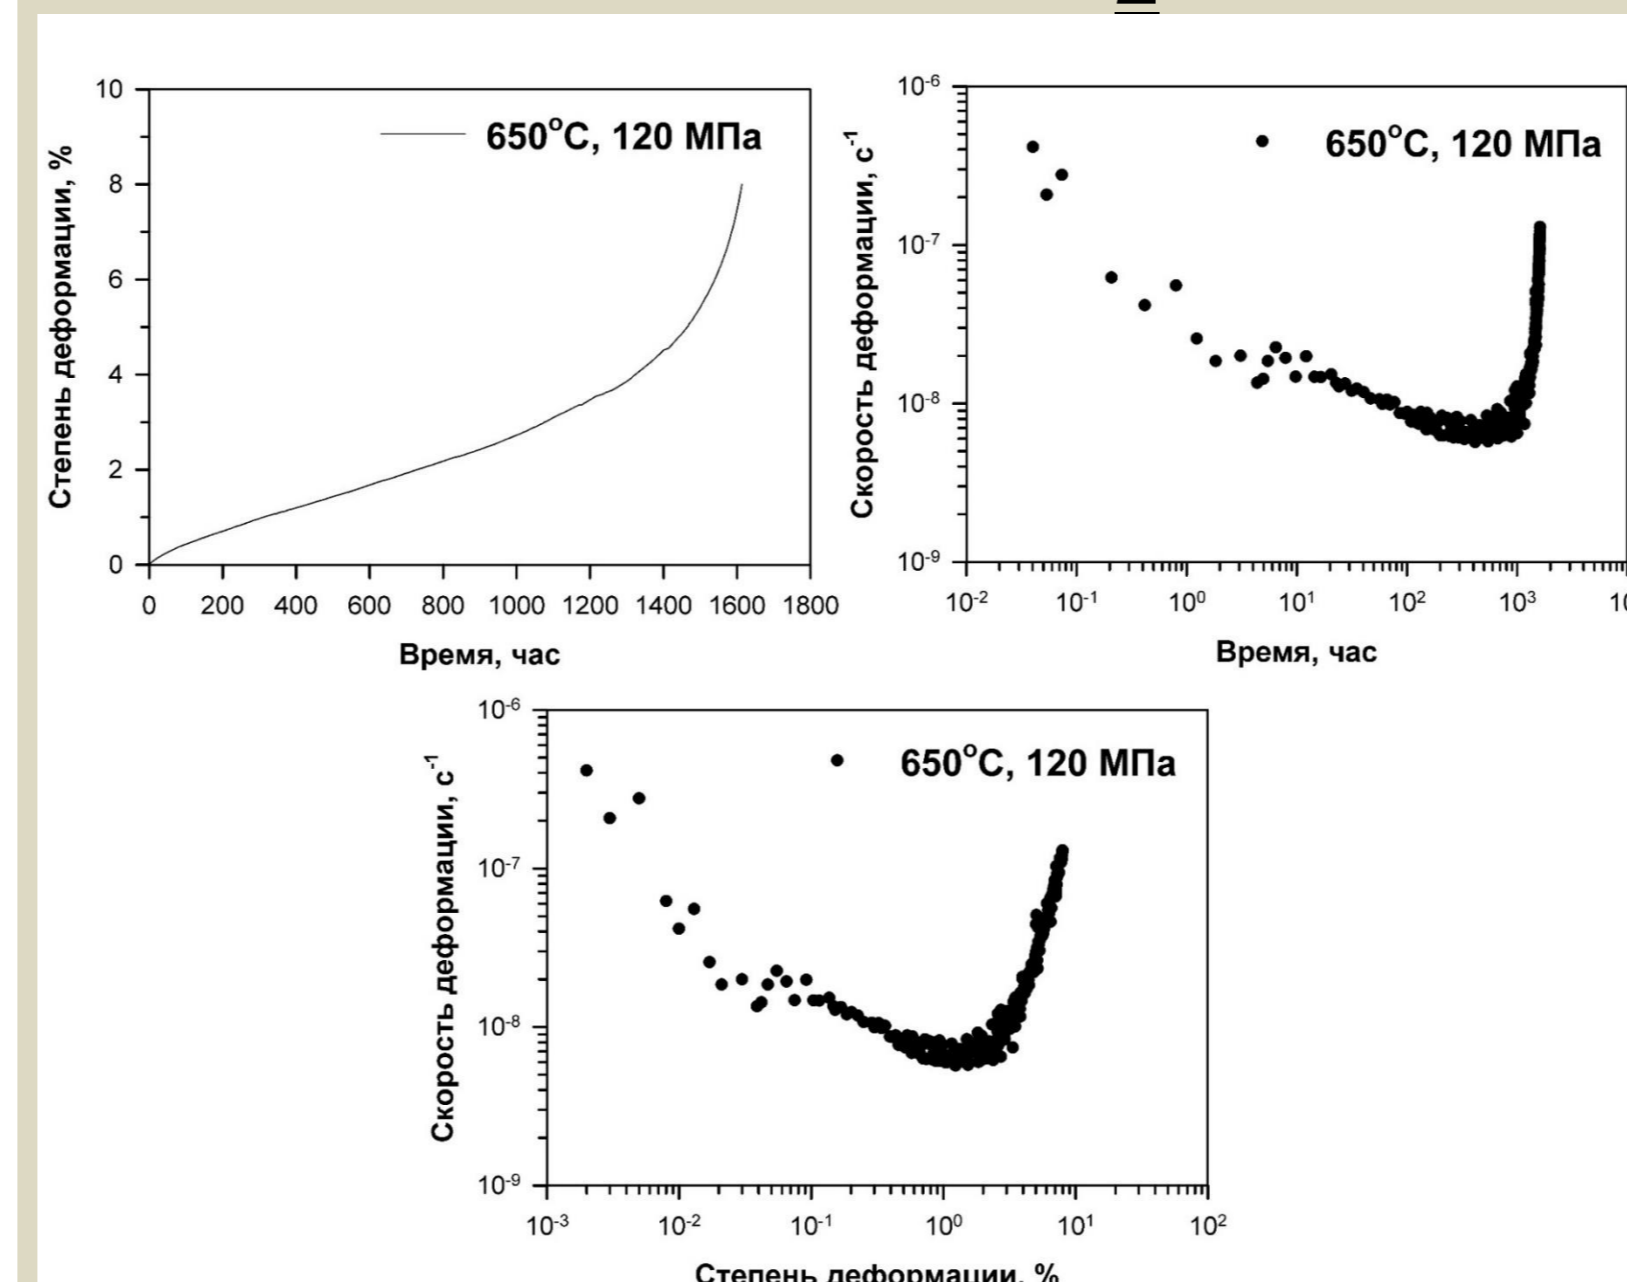 10
8
6
4
2
0
Степень деформации, %
650°C, 120 МПа
0 200 400 600 800 1000 1200 1400 1600 1800
Время, час
10⁻⁶
10⁻⁷
10⁻⁸
10⁻⁹
Скорость деформации, с⁻¹
650°C, 120 МПа
10⁻² 10⁻¹ 10⁰ 10¹ 10² 10³
Время, час
10⁻⁶
10⁻⁷
10⁻⁸
10⁻⁹
Скорость деформации, с⁻¹
650°C, 120 МПа
10⁻³ 10⁻² 10⁻¹ 10⁰ 10¹ 10²
Степень деформации, %